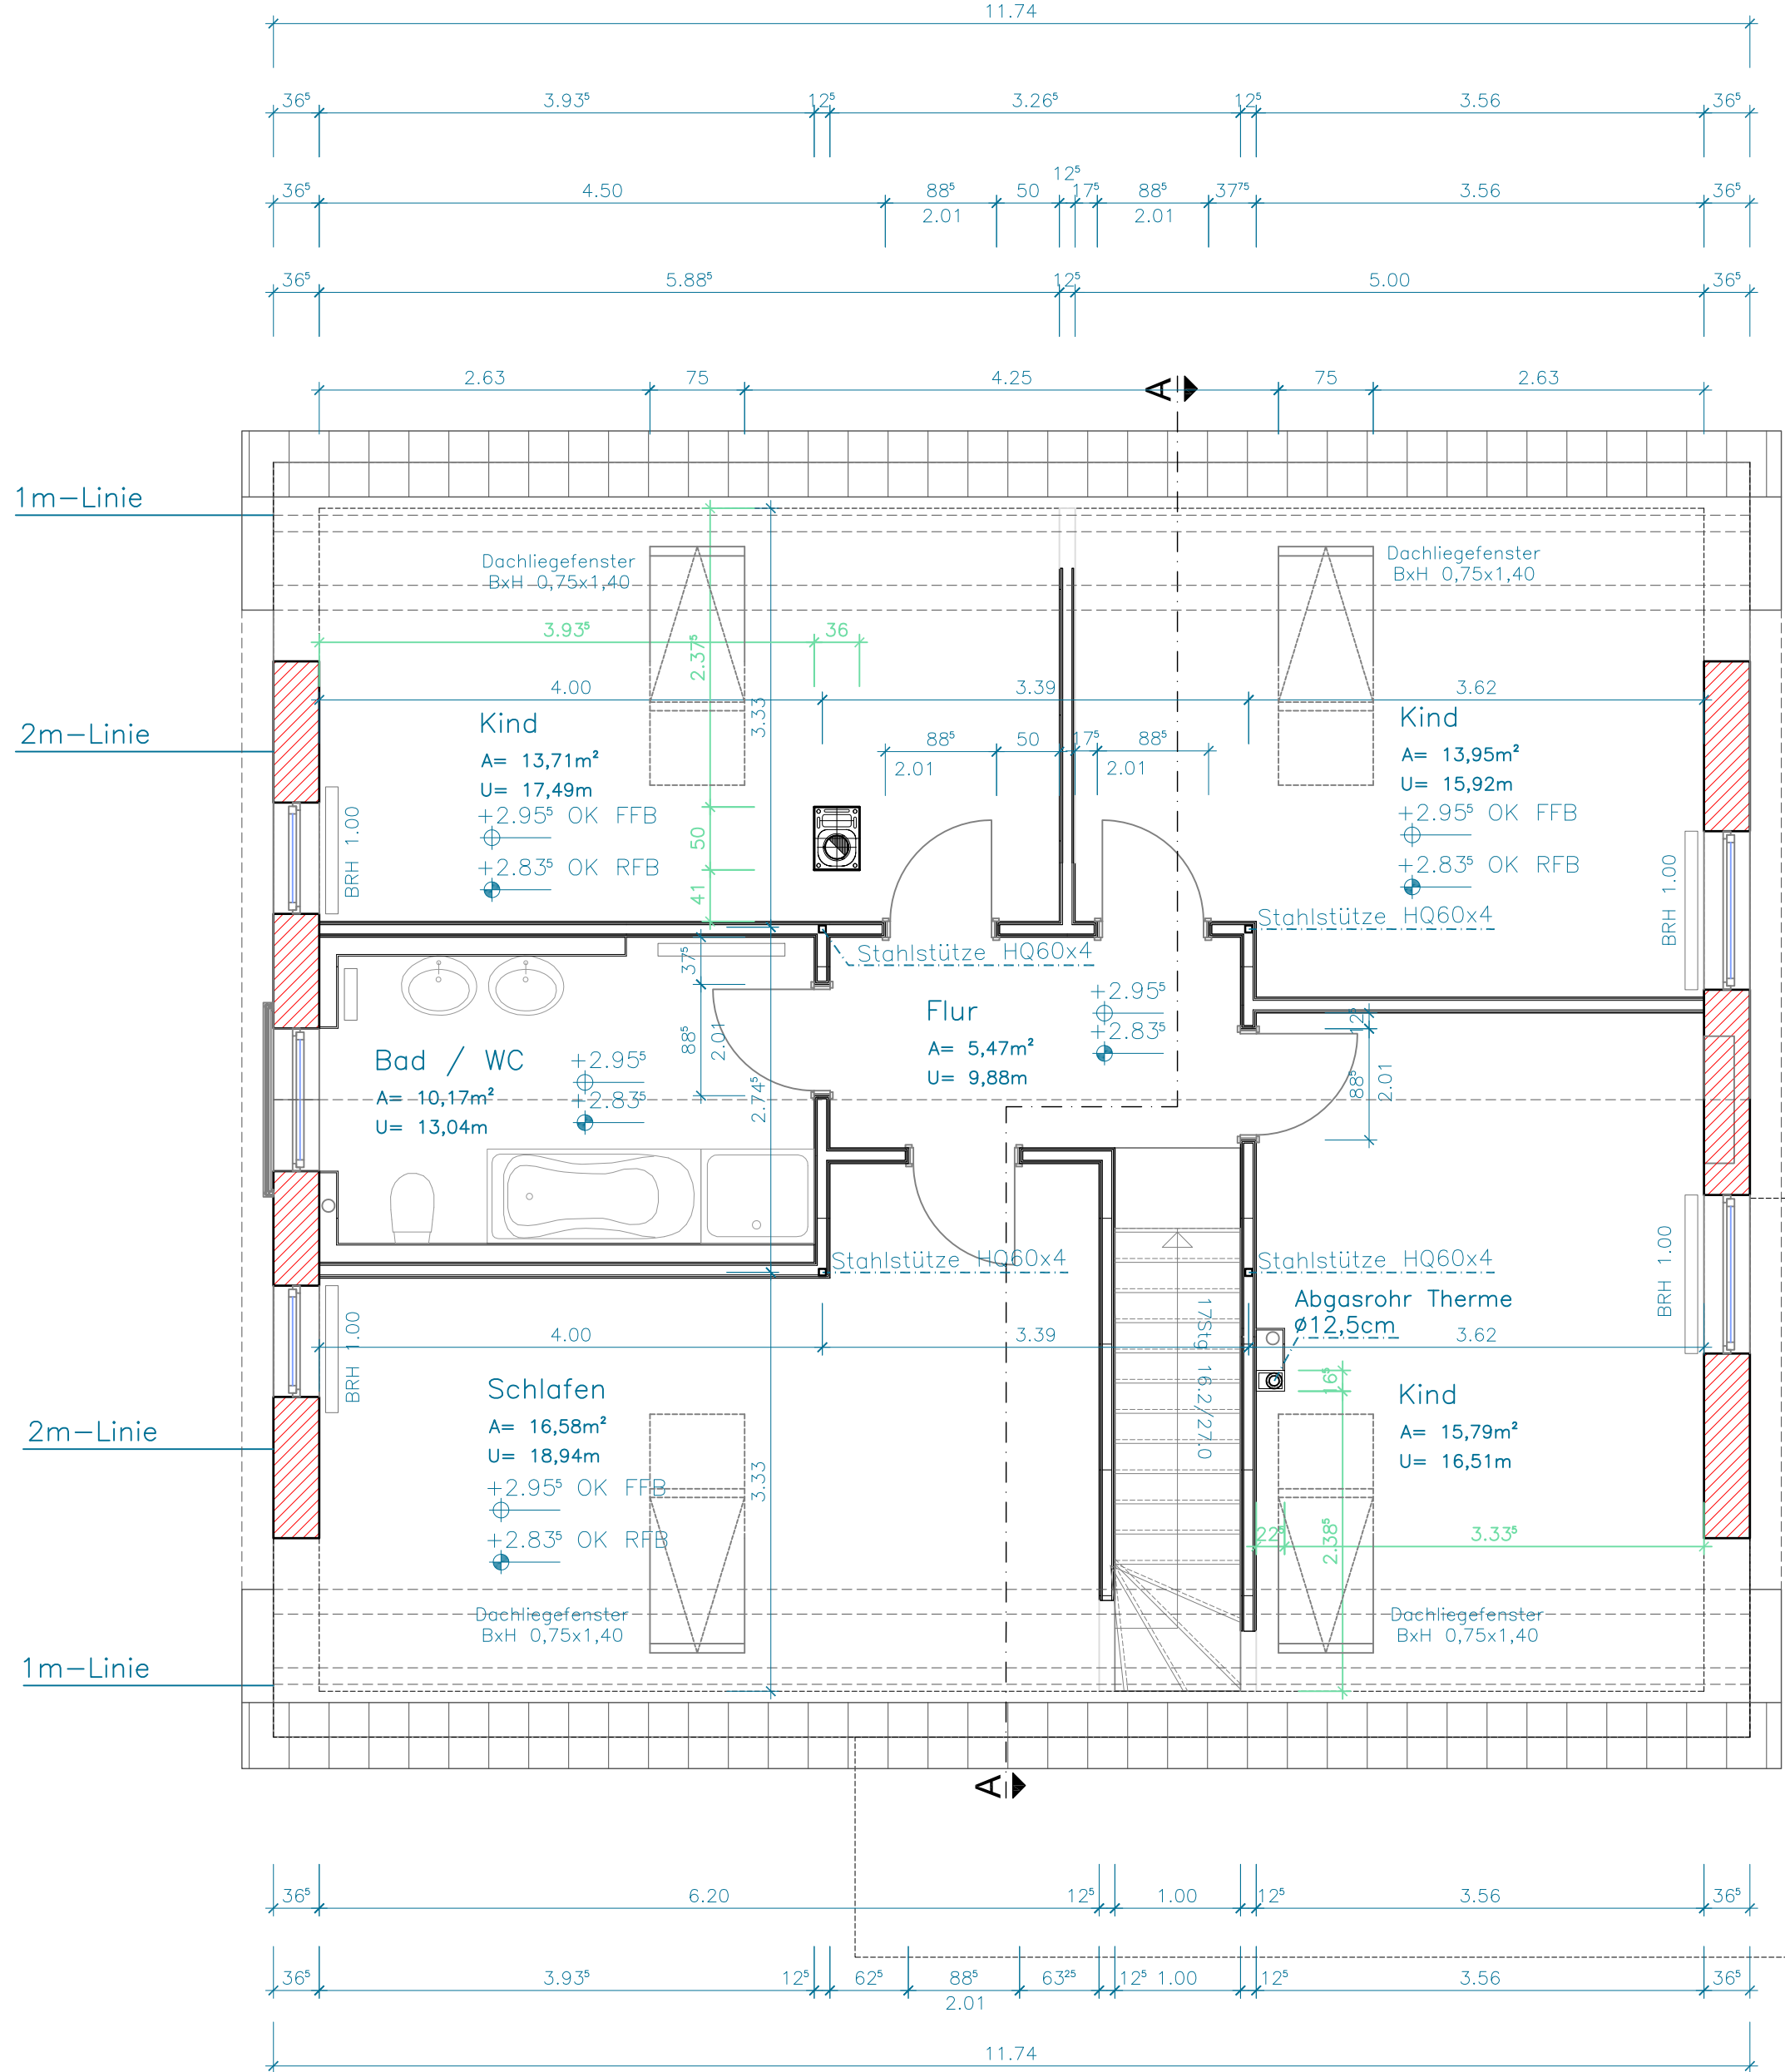 11.74
36⁵ 3.93⁵ 12⁵ 3.26⁵ 12⁵ 3.56 36⁵
12⁵
36⁵ 4.50 88⁵ 50 17⁵ 88⁵ 37⁷⁵ 3.56 36⁵
2.01 2.01
36⁵ 5.88⁵ 12⁵ 5.00 36⁵
2.63 75 4.25 75 2.63
A
1m-Linie
Dachliegefenster
BxH 0,75x1,40
Dachliegefenster
BxH 0,75x1,40
3.93⁵ 36
2.37⁵
4.00 3.39 3.62
3.33
2m-Linie
Kind
A= 13,71m²
U= 17,49m
+2.95⁵ OK FFB
+2.83⁵ OK RFB
88⁵ 50 17⁵ 88⁵
2.01 2.01
Kind
A= 13,95m²
U= 15,92m
+2.95⁵ OK FFB
+2.83⁵ OK RFB
BRH 1.00
50
41
BRH 1.00
Stahlstütze HQ60x4
Stahlstütze HQ60x4
37⁵
88⁵
2.01
2.74⁵
Flur
A= 5,47m²
U= 9,88m
+2.95⁵
+2.83⁵
12⁵
88⁵
2.01
Bad / WC
A= 10,17m²
U= 13,04m
+2.95⁵
+2.83⁵
Stahlstütze HQ60x4
Stahlstütze HQ60x4
BRH 1.00
BRH 1.00
Abgasrohr Therme
ø12,5cm
4.00 3.39 3.62
17Stg 16.2/27.0
16⁵
Schlafen
A= 16,58m²
U= 18,94m
+2.95⁵ OK FFB
+2.83⁵ OK RFB
3.33
Kind
A= 15,79m²
U= 16,51m
2m-Linie
22⁵ 2.38⁵ 3.33⁵
Dachliegefenster
BxH 0,75x1,40
Dachliegefenster
BxH 0,75x1,40
1m-Linie
A
36⁵ 6.20 12⁵ 1.00 12⁵ 3.56 36⁵
36⁵ 3.93⁵ 12⁵ 62⁵ 88⁵ 63²⁵ 12⁵ 1.00 12⁵ 3.56 36⁵
2.01
11.74